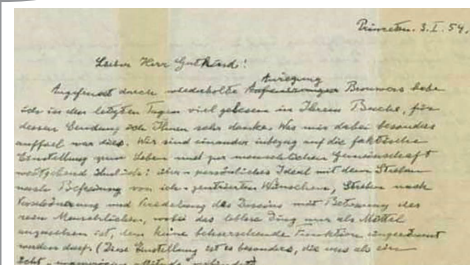 Princeton. 3. I. 54.
Lieber Herr Gutkind!
Anregung
Angefeuert durch wiederholte Brouwers habe
ich in den letzten Tagen viel gelesen in Ihrem Buche, für
dessen Sendung ich Ihnen sehr danke. Was mir dabei besonders
auffiel war dies. Wir sind einander inbezug auf die faktische
Einstellung zum Leben und zur menschlichen Gemeinschaft
weitgehend ähnlich: über-persönliches Ideal mit dem Streben
nach Befreiung von ich-zentrierten Wünschen, Streben nach
Verschönerung und Veredelung des Daseins mit Betonung des
rein Menschlichen, wobei das leblose Ding nur als Mittel
anzusehen ist, dem keine beherrschende Funktion eingeräumt
werden darf. (Diese Einstellung ist es besonders, die uns als ein
echt